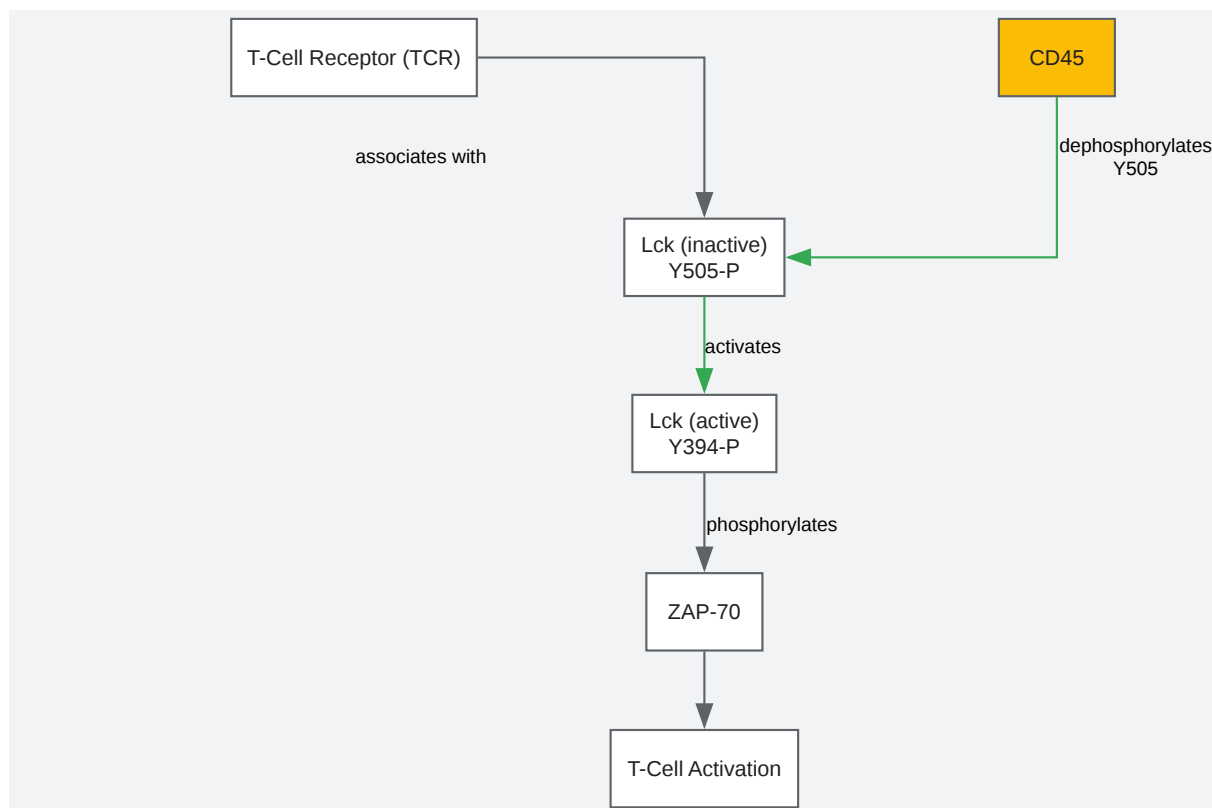 T-Cell Receptor (TCR)
CD45
associates with
dephosphorylates
Y505
Lck (inactive)
Y505-P
activates
Lck (active)
Y394-P
phosphorylates
ZAP-70
T-Cell Activation